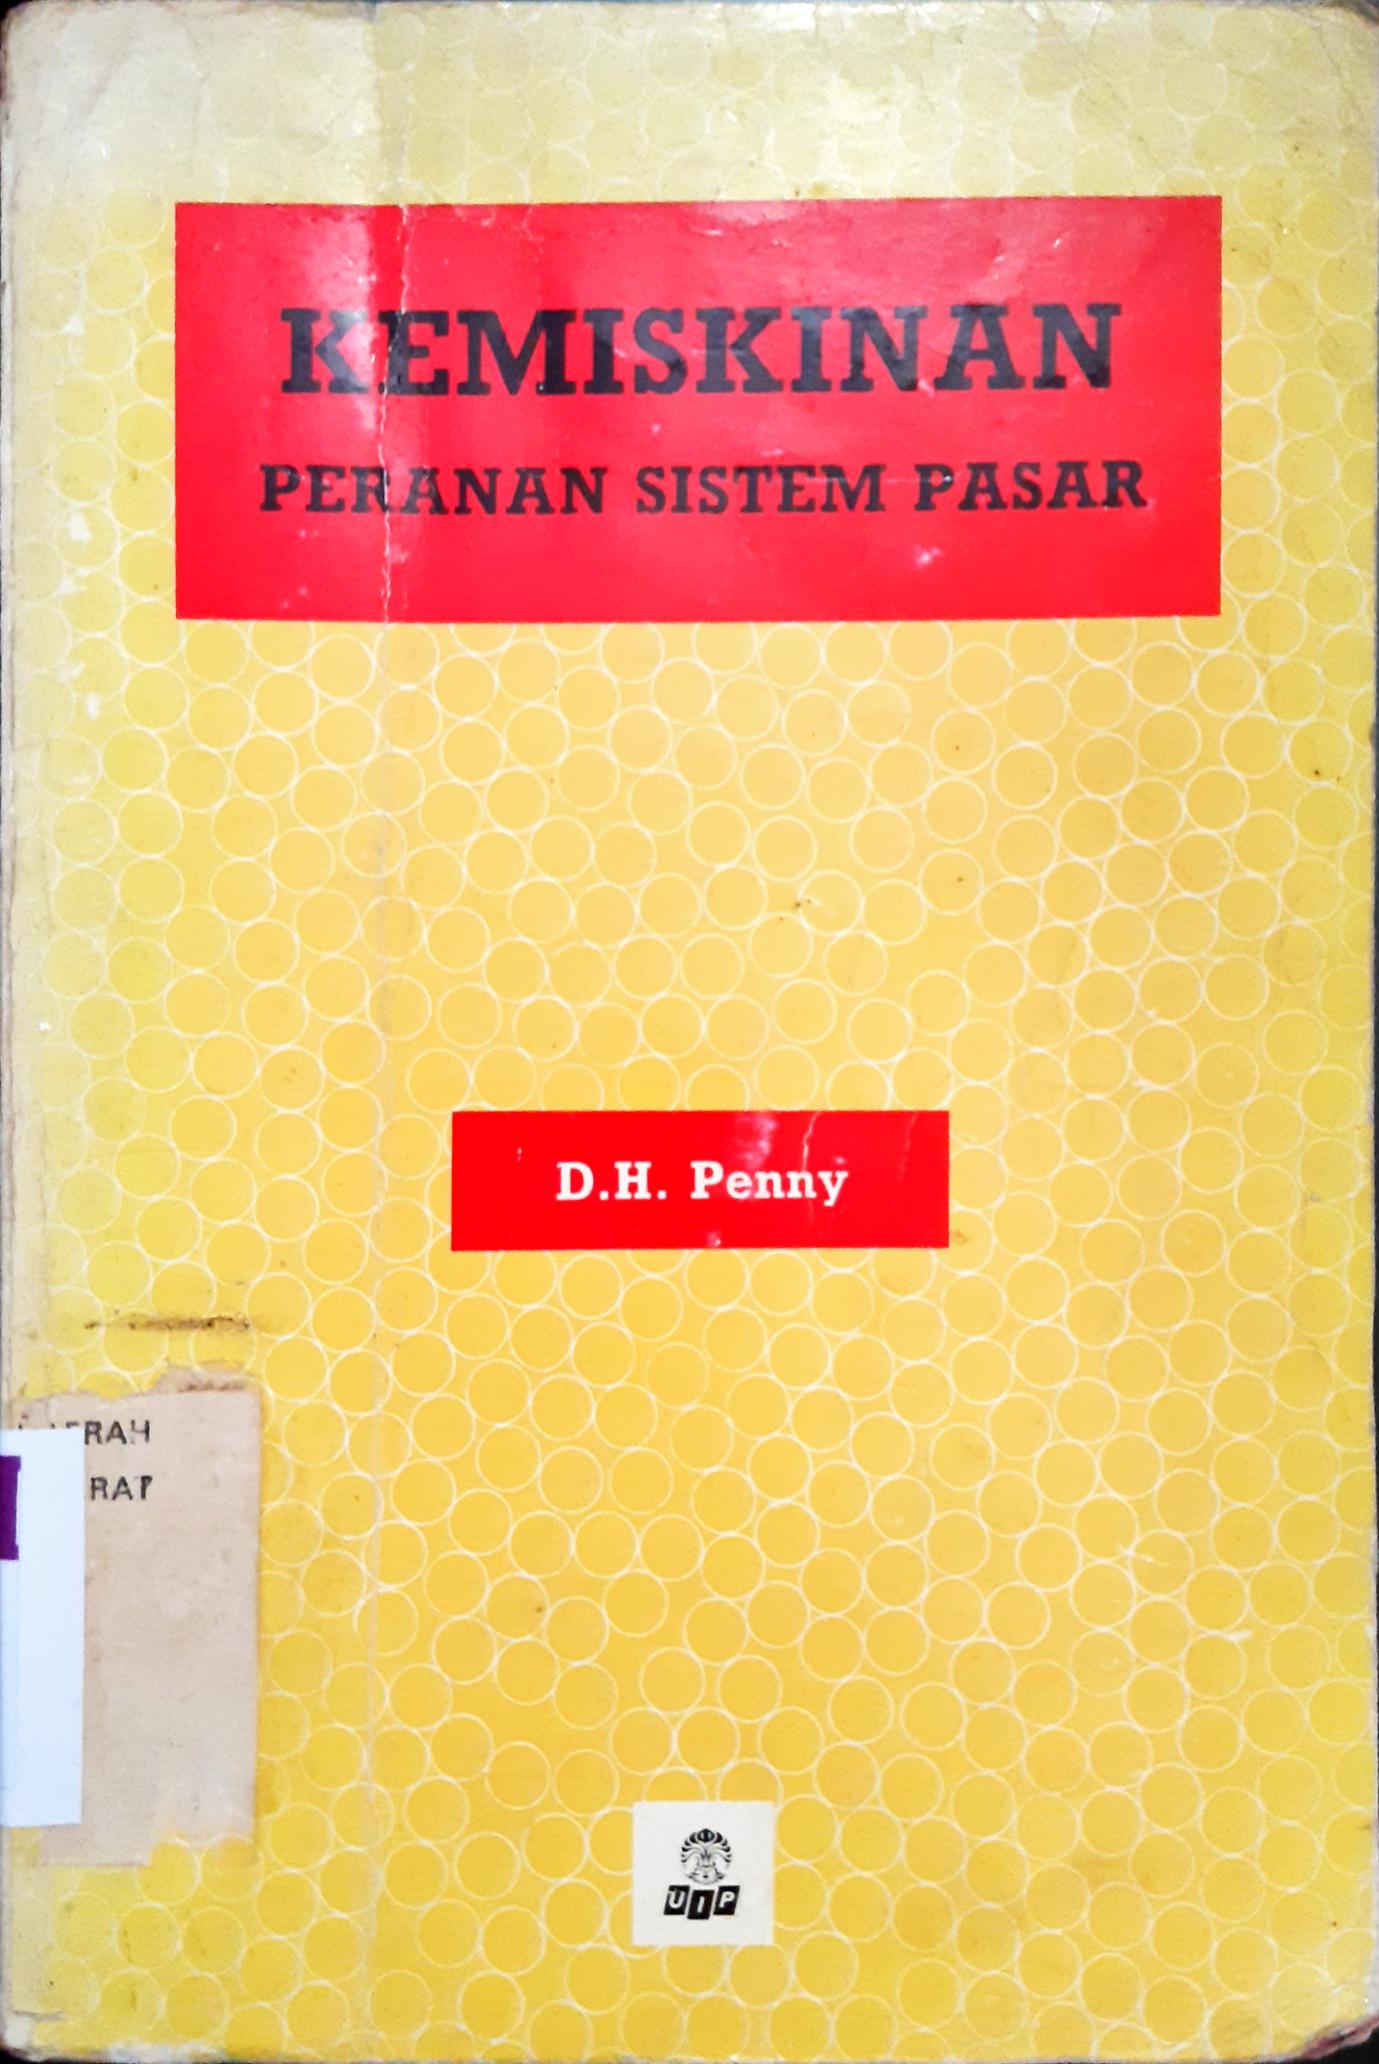 KEMISKINAN
PERANAN SISTEM PASAR
D.H. Penny
UIP